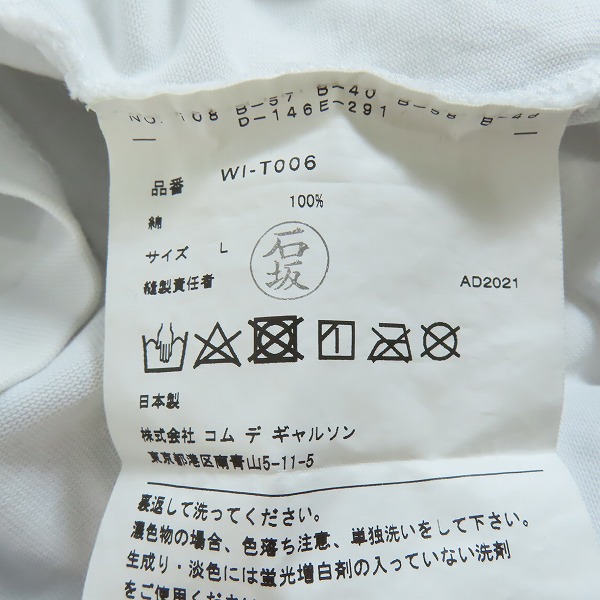 NO. 108 B-57 B-40 B-58 B-49
D-146E-291
品番 WI-T006
綿 100%
サイズ L
石坂
縫製責任者 AD2021
日本製
株式会社 コム デ ギャルソン
東京都港区南青山5-11-5
裏返して洗ってください。
濃色物の場合、色落ち注意、単独洗いをして下さい。
生成り・淡色には蛍光増白剤の入っていない洗剤
をご使用ください